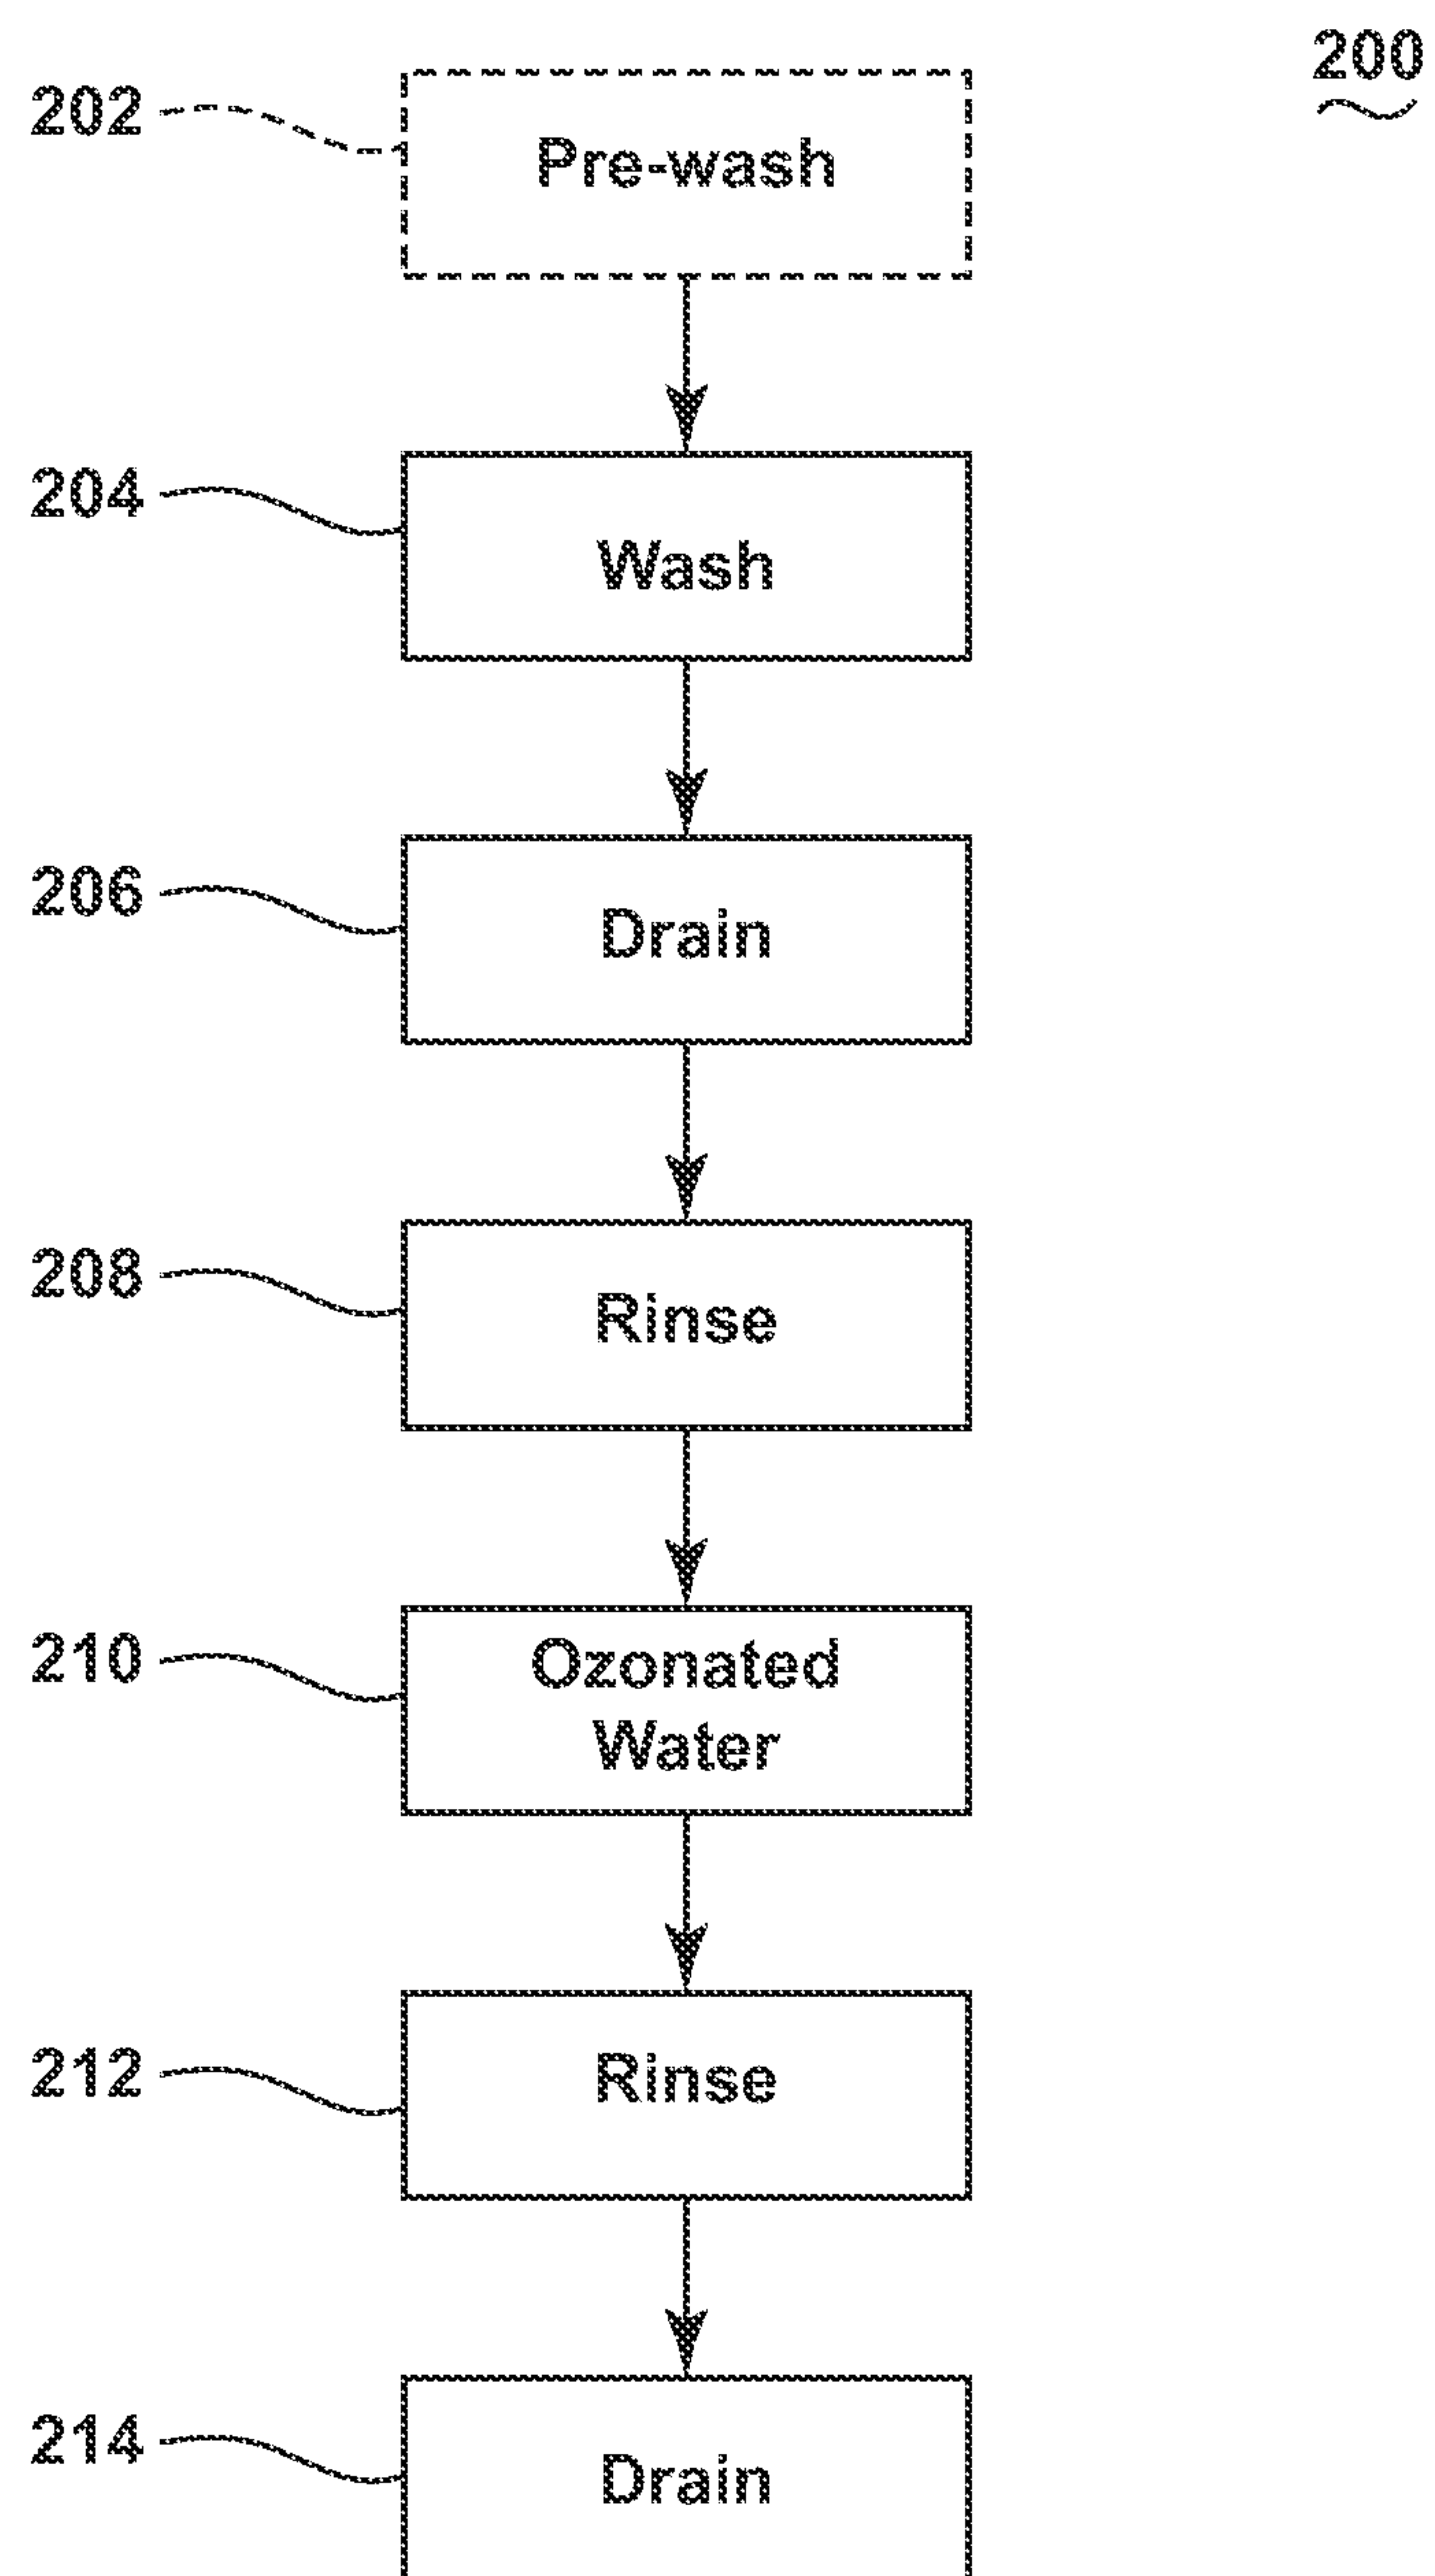 200
202
Pre-wash
204
Wash
206
Drain
208
Rinse
210
Ozonated
Water
212
Rinse
214
Drain